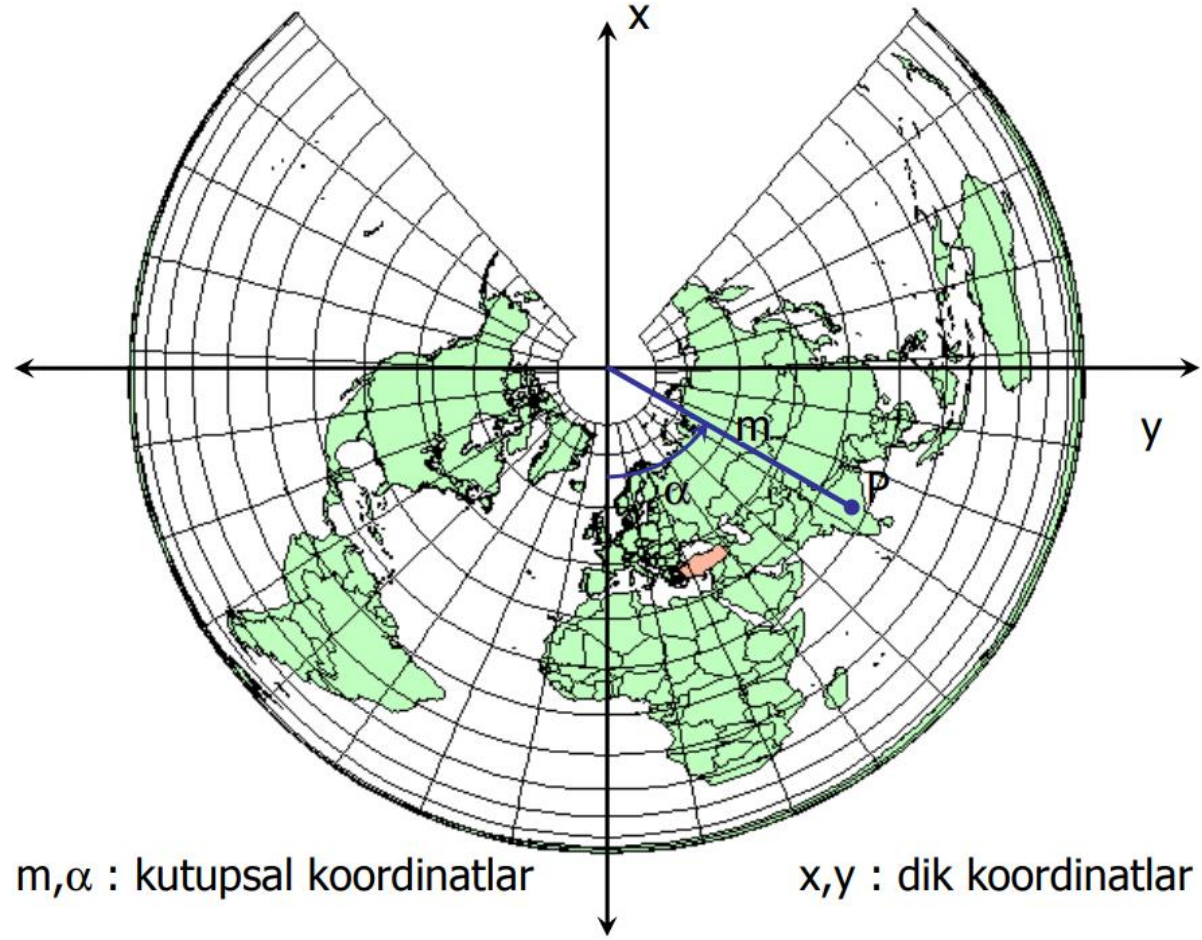 x
y
m
P
α
m,α : kutupsal koordinatlar
x,y : dik koordinatlar